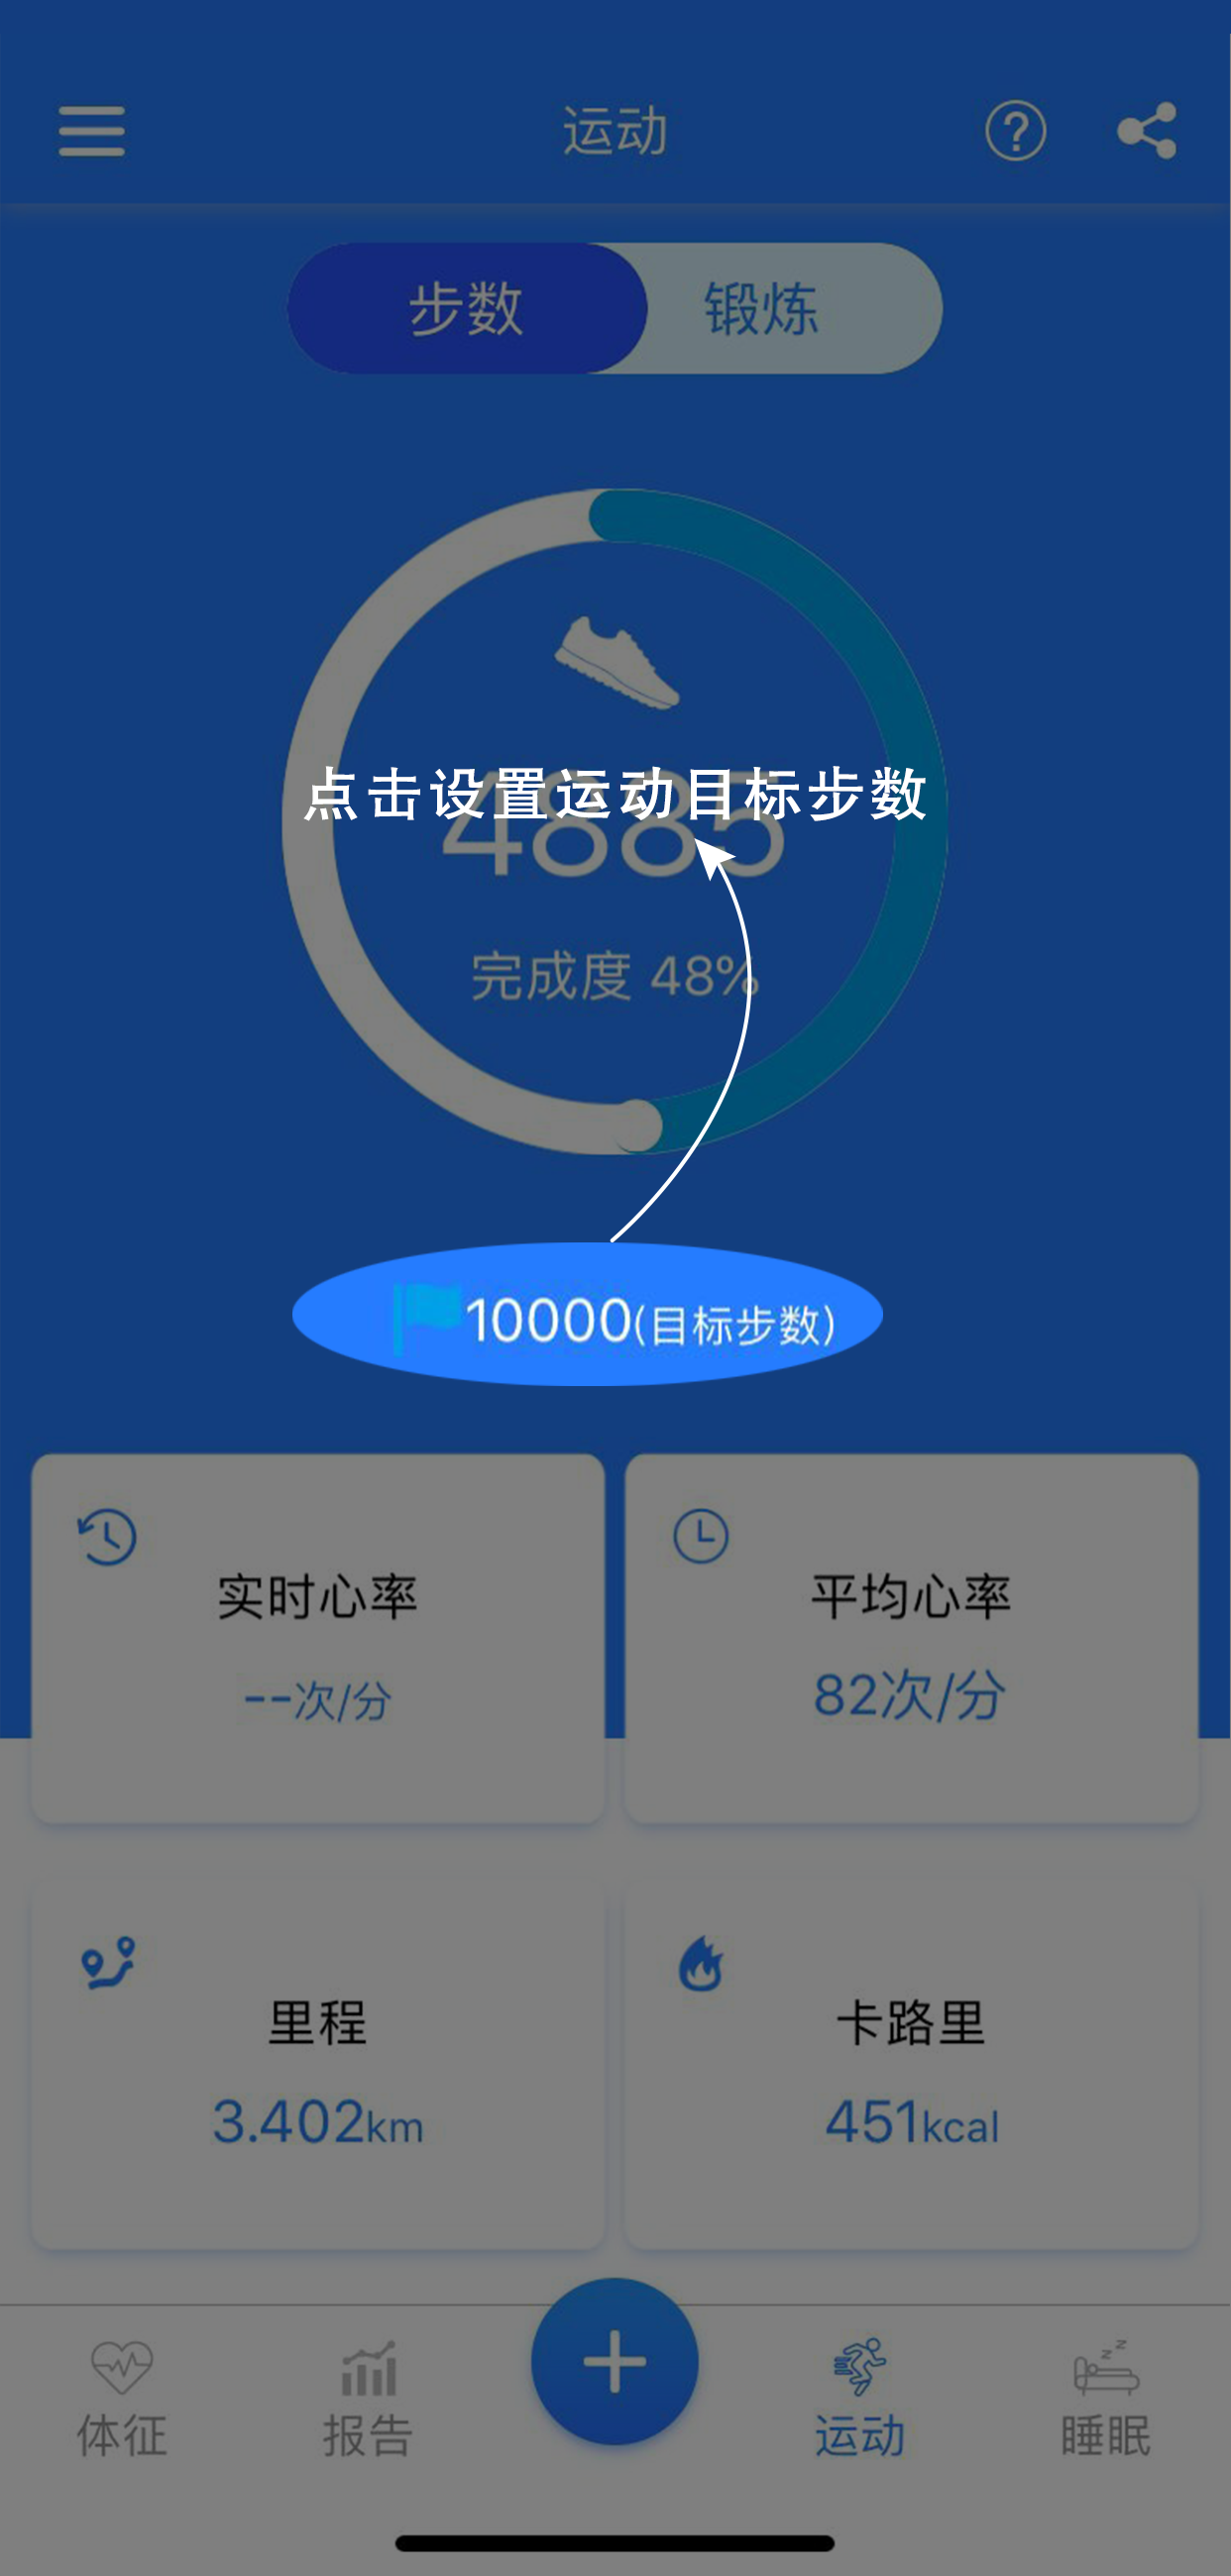 运动
步数 锻炼
点击设置运动目标步数
4885
完成度 48%
10000(目标步数)
实时心率
--次/分
平均心率
82次/分
里程
3.402km
卡路里
451kcal
体征 报告 运动 睡眠